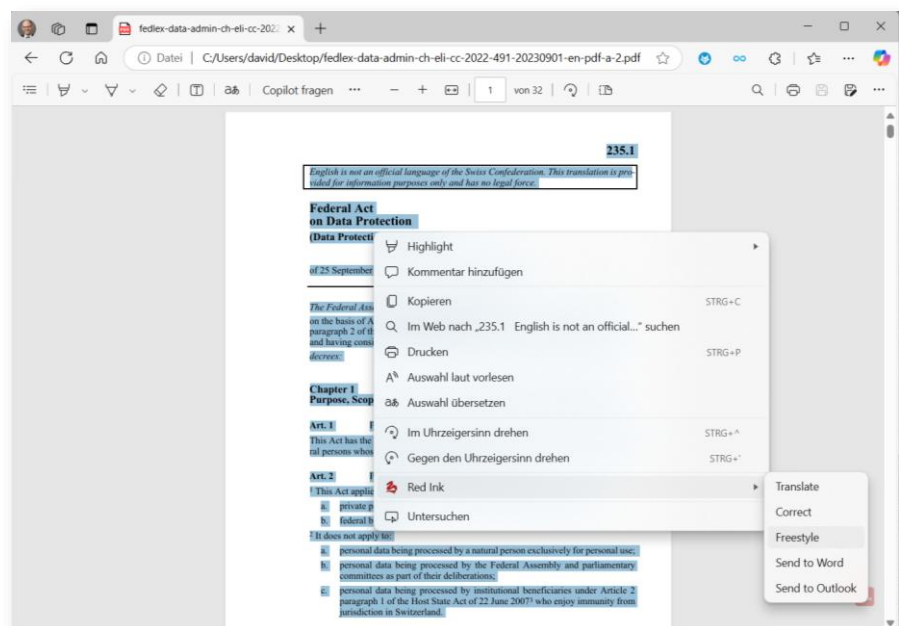 fedlex-data-admin-ch-eli-cc-202
Datei | C:/Users/david/Desktop/fedlex-data-admin-ch-eli-cc-2022-491-20230901-en-pdf-a-2.pdf
aあ Copilot fragen 1 von 32
235.1
English is not an official language of the Swiss Confederation. This translation is pro-
vided for information purposes only and has no legal force.
Federal Act
on Data Protection
(Data Protecti
of 25 September
The Federal Ass
on the basis of A
paragraph 2 of th
and having consi
decrees:
Chapter 1
Purpose, Scop
Art. 1
This Act has the
ral persons whos
Art. 2
1 This Act applie
a. private p
b. federal b
2 It does not apply to:
a. personal data being processed by a natural person exclusively for personal use;
b. personal data being processed by the Federal Assembly and parliamentary
committees as part of their deliberations;
c. personal data being processed by institutional beneficiaries under Article 2
paragraph 1 of the Host State Act of 22 June 2007³ who enjoy immunity from
jurisdiction in Switzerland.
Highlight
Kommentar hinzufügen
Kopieren STRG+C
Im Web nach „235.1 English is not an official..." suchen
Drucken STRG+P
Auswahl laut vorlesen
Auswahl übersetzen
Im Uhrzeigersinn drehen STRG+^
Gegen den Uhrzeigersinn drehen STRG+'
Red Ink
Untersuchen
Translate
Correct
Freestyle
Send to Word
Send to Outlook